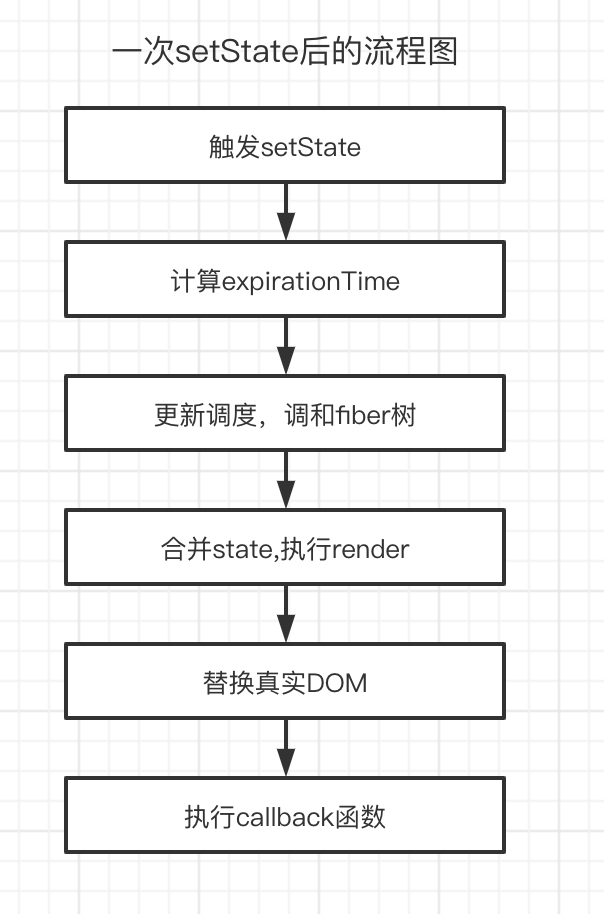 一次setState后的流程图
触发setState
计算expirationTime
更新调度，调和fiber树
合并state,执行render
替换真实DOM
执行callback函数